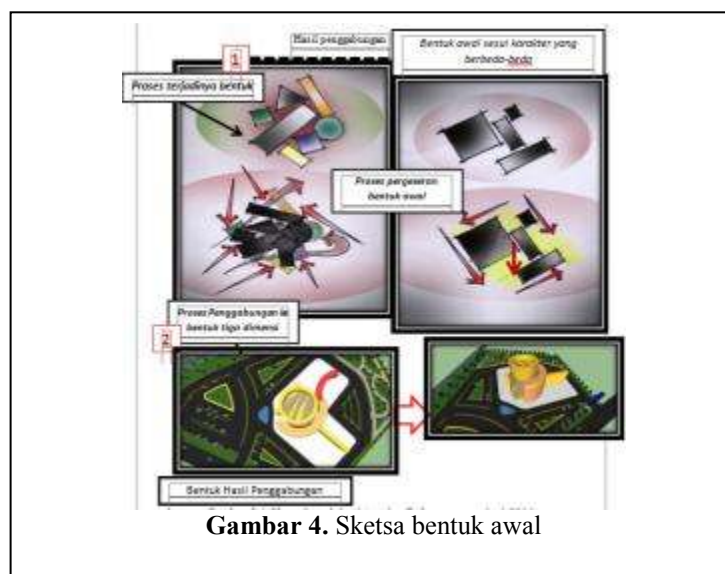 Hasil penggabungan
Bentuk awal sesui karakter yang
berbeda-beda
1
Proses terjadinya bentuk
Proses pergeseran
bentuk awal
Proses Penggabungan ke
bentuk tiga dimensi
2
Bentuk Hasil Penggabungan
Gambar 4. Sketsa bentuk awal